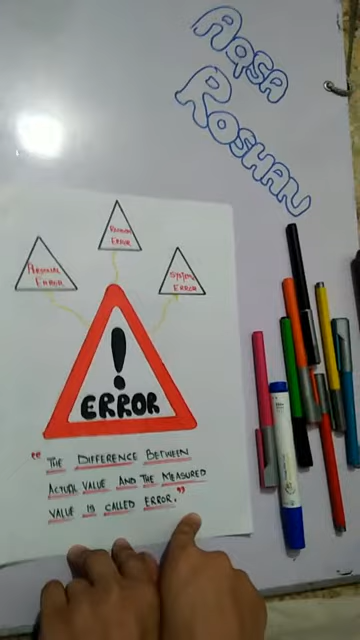 AQSA
ROSHAN
RANDOM
ERROR
PERSONAL
ERROR
SYSTEM
ERROR
!
ERROR
"THE DIFFERENCE BETWEEN
ACTUAL VALUE AND THE MEASURED
VALUE IS CALLED ERROR."